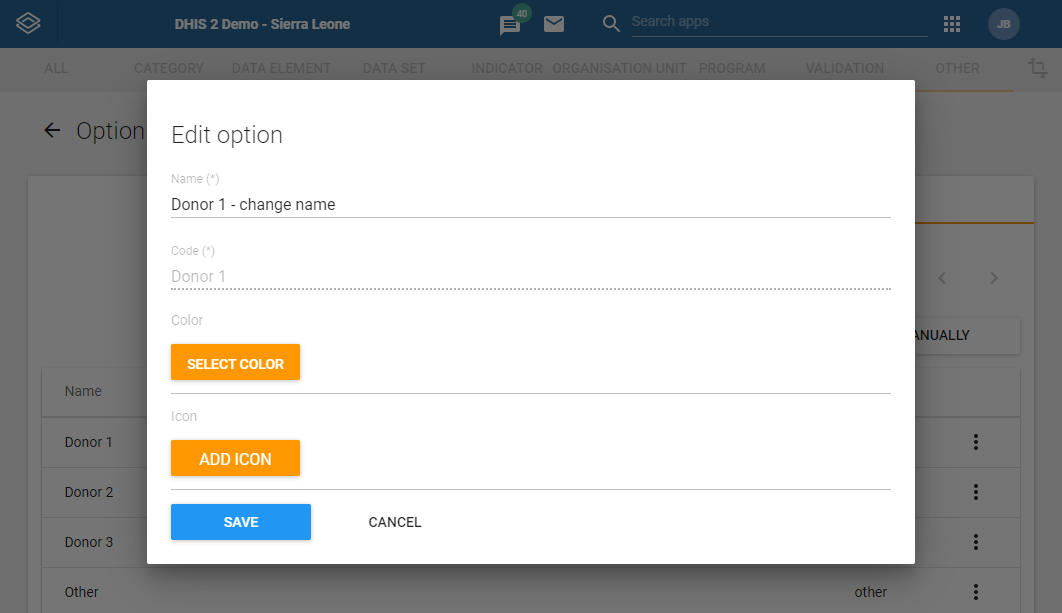 DHIS 2 Demo - Sierra Leone
40
Search apps
JB
ALL CATEGORY DATA ELEMENT DATA SET INDICATOR ORGANISATION UNIT PROGRAM VALIDATION OTHER
Option
Edit option
Name (*)
Donor 1 - change name
Code (*)
Donor 1
Color
SELECT COLOR
ANUALLY
Icon
ADD ICON
SAVE CANCEL
Name
Donor 1
Donor 2
Donor 3
Other other